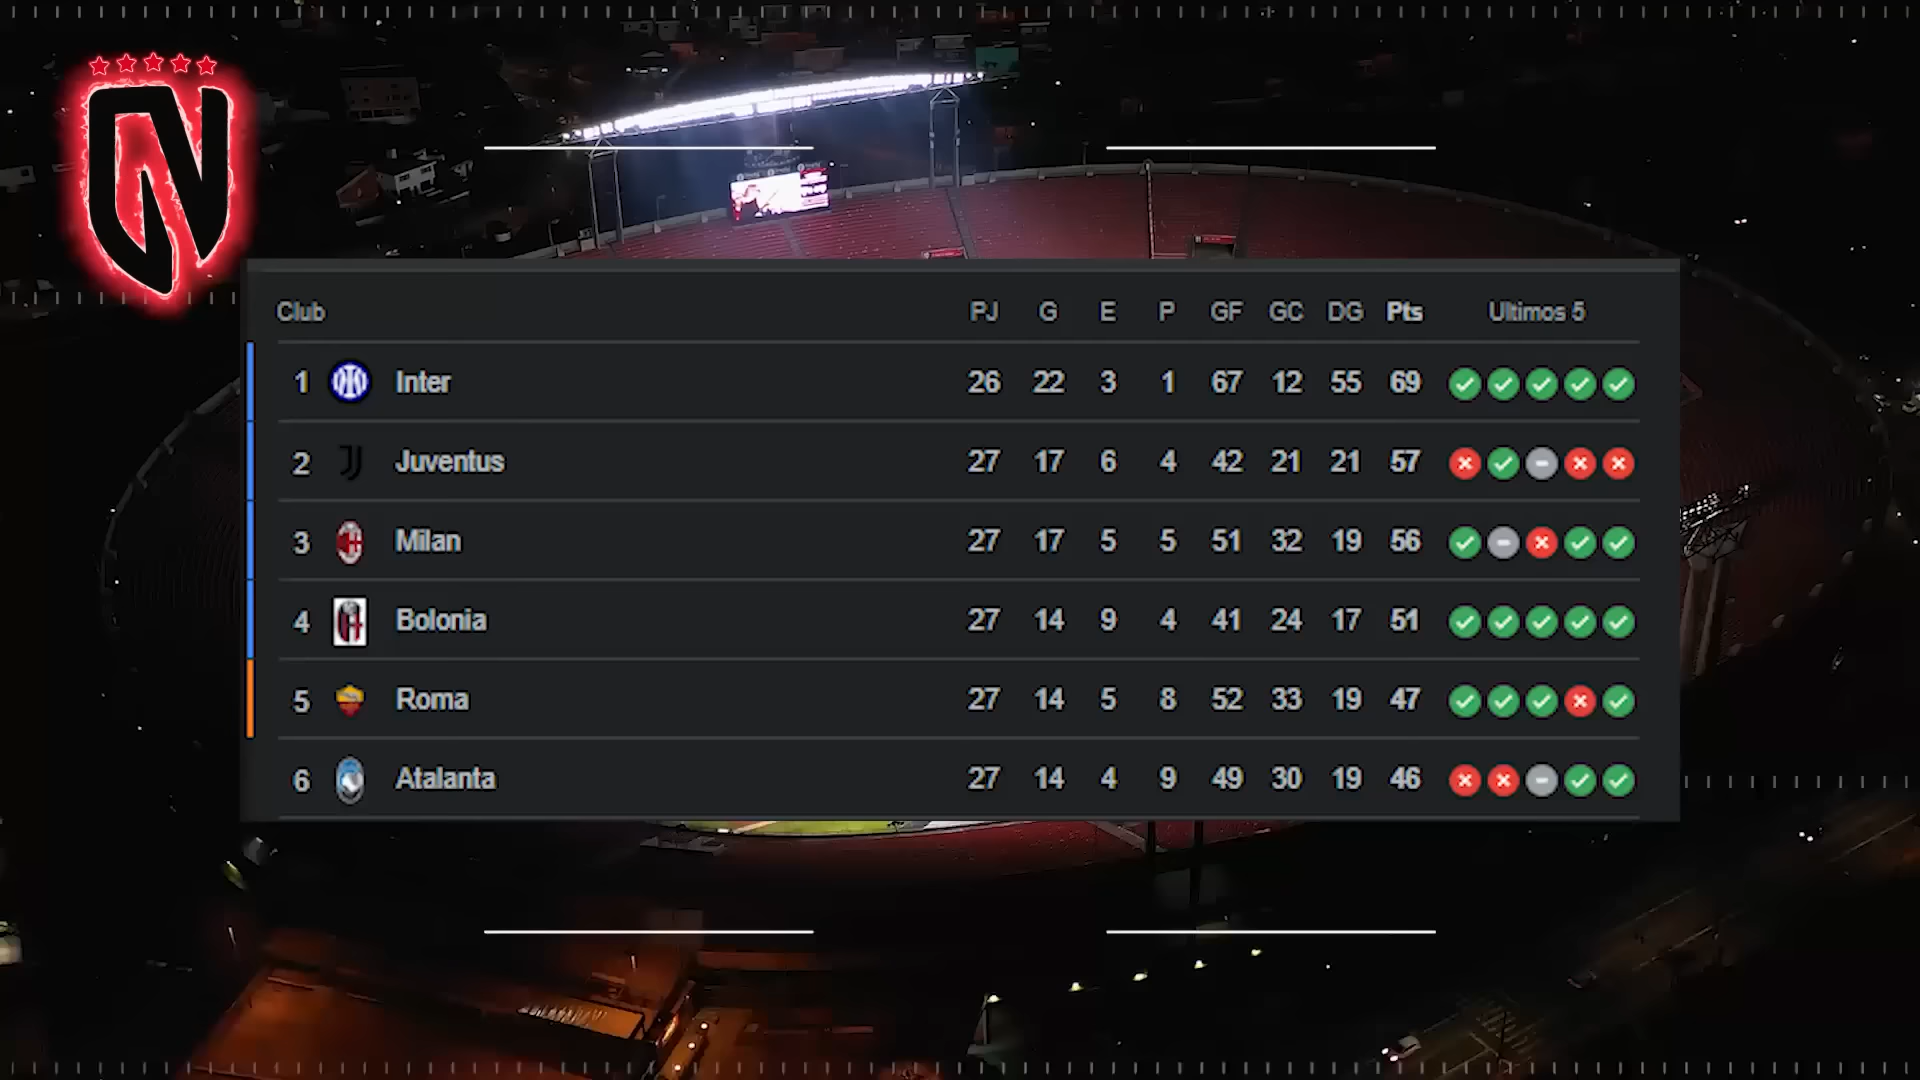 Club PJ G E P GF GC DG Pts Ultimos 5
1 Inter 26 22 3 1 67 12 55 69
2 Juventus 27 17 6 4 42 21 21 57
3 Milan 27 17 5 5 51 32 19 56
4 Bolonia 27 14 9 4 41 24 17 51
5 Roma 27 14 5 8 52 33 19 47
6 Atalanta 27 14 4 9 49 30 19 46